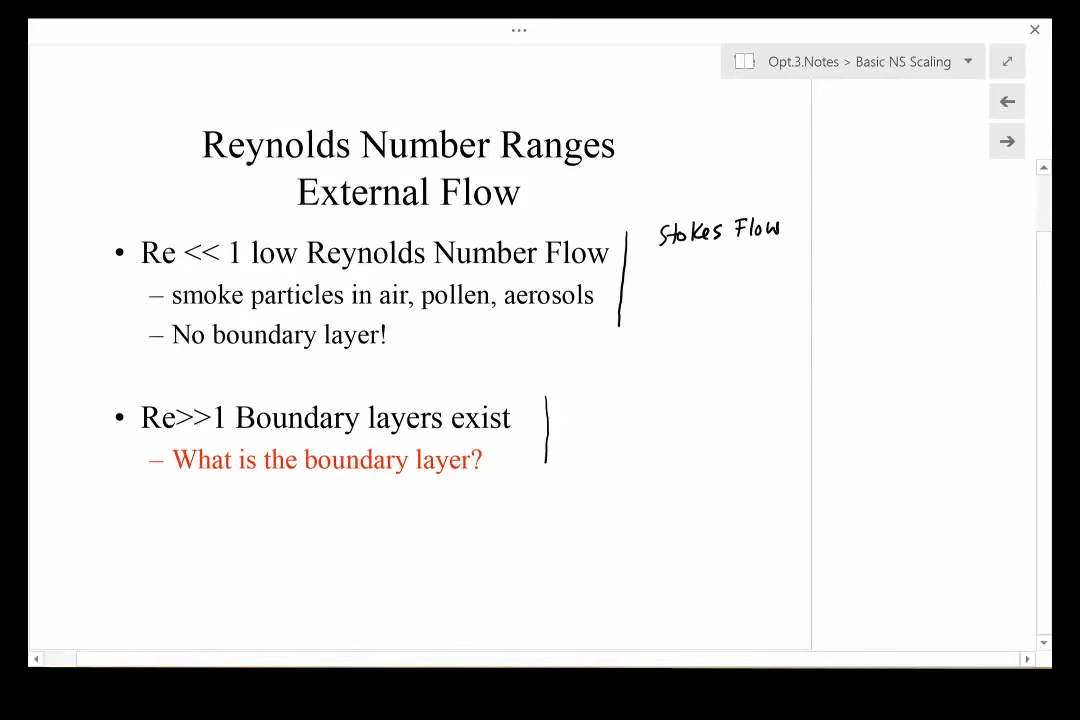 Opt.3.Notes > Basic NS Scaling
Reynolds Number Ranges
External Flow
• Re << 1 low Reynolds Number Flow
Stokes Flow
– smoke particles in air, pollen, aerosols
– No boundary layer!
• Re>>1 Boundary layers exist
– What is the boundary layer?